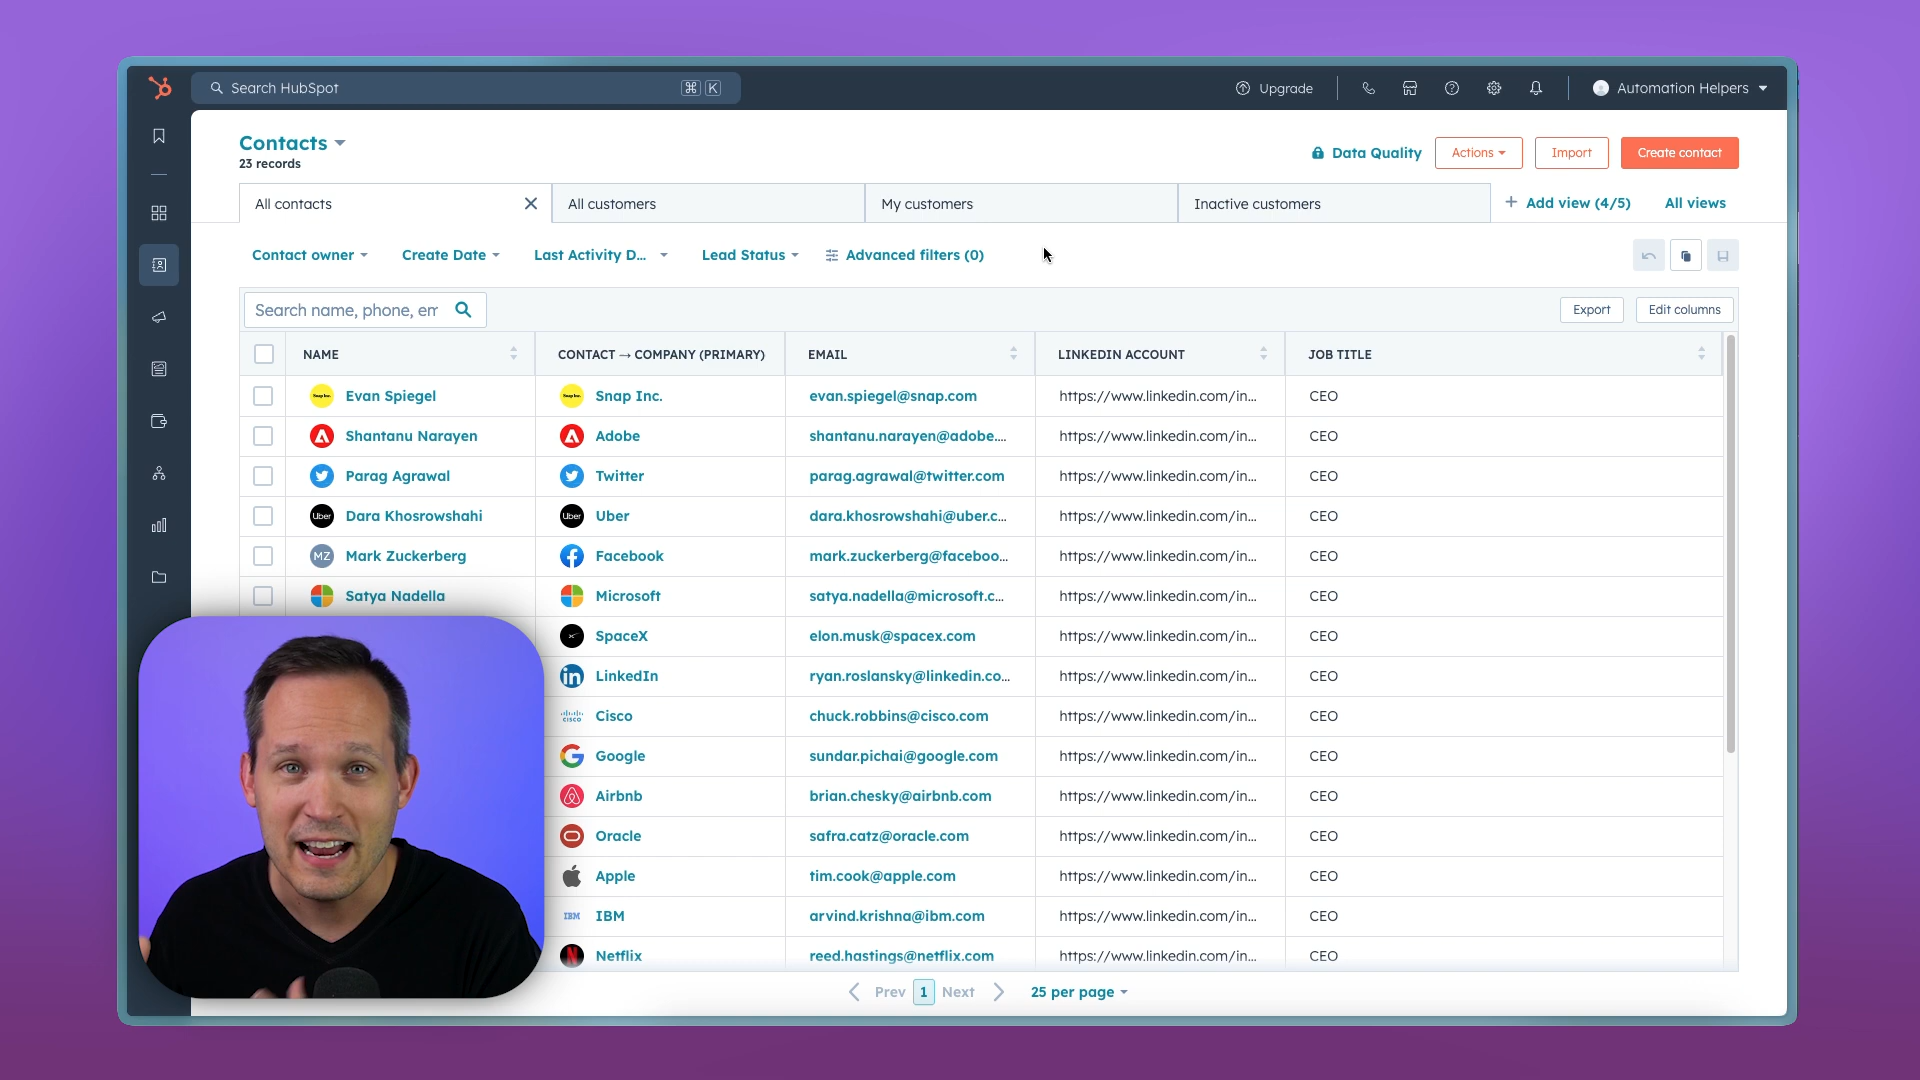 Search HubSpot
⌘ K
Upgrade
Automation Helpers
Contacts
23 records
Data Quality
Actions
Import
Create contact
All contacts
All customers
My customers
Inactive customers
+ Add view (4/5)
All views
Contact owner
Create Date
Last Activity D...
Lead Status
Advanced filters (0)
Search name, phone, em
Export
Edit columns
NAME CONTACT → COMPANY (PRIMARY) EMAIL LINKEDIN ACCOUNT JOB TITLE
Evan Spiegel Snap Inc. evan.spiegel@snap.com https://www.linkedin.com/in... CEO
Shantanu Narayen Adobe shantanu.narayen@adobe.... https://www.linkedin.com/in... CEO
Parag Agrawal Twitter parag.agrawal@twitter.com https://www.linkedin.com/in... CEO
Uber Dara Khosrowshahi Uber Uber dara.khosrowshahi@uber.c... https://www.linkedin.com/in... CEO
MZ Mark Zuckerberg Facebook mark.zuckerberg@faceboo... https://www.linkedin.com/in... CEO
Satya Nadella Microsoft satya.nadella@microsoft.c... https://www.linkedin.com/in... CEO
SpaceX elon.musk@spacex.com https://www.linkedin.com/in... CEO
in LinkedIn ryan.roslansky@linkedin.co... https://www.linkedin.com/in... CEO
CISCO Cisco chuck.robbins@cisco.com https://www.linkedin.com/in... CEO
Google sundar.pichai@google.com https://www.linkedin.com/in... CEO
Airbnb brian.chesky@airbnb.com https://www.linkedin.com/in... CEO
Oracle safra.catz@oracle.com https://www.linkedin.com/in... CEO
Apple tim.cook@apple.com https://www.linkedin.com/in... CEO
IBM IBM arvind.krishna@ibm.com https://www.linkedin.com/in... CEO
Netflix reed.hastings@netflix.com https://www.linkedin.com/in... CEO
Prev 1 Next 25 per page